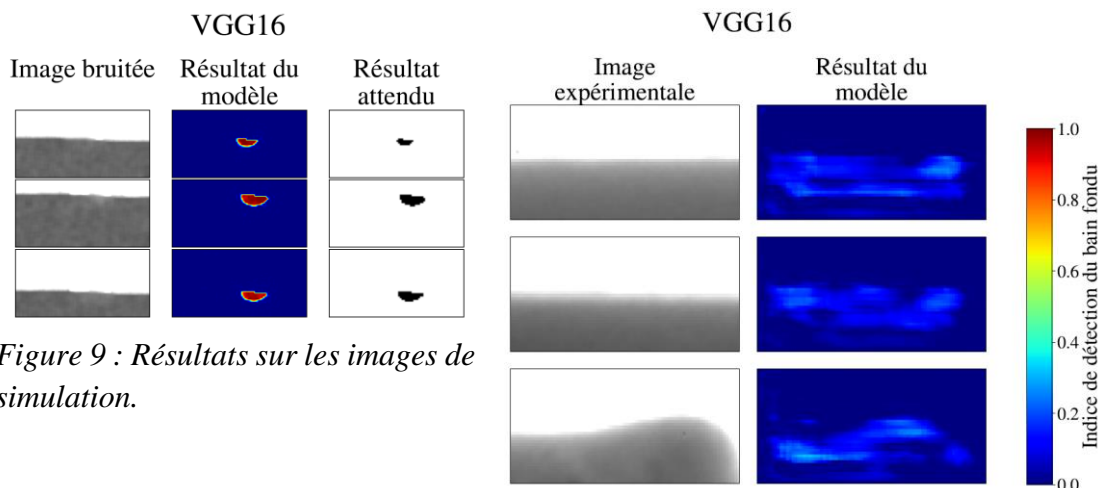 VGG16
Image bruitée
Résultat du
modèle
Résultat
attendu
Figure 9 : Résultats sur les images de
simulation.
VGG16
Image
expérimentale
Résultat du
modèle
1.0
0.8
0.6
0.4
0.2
0.0
Indice de détection du bain fondu